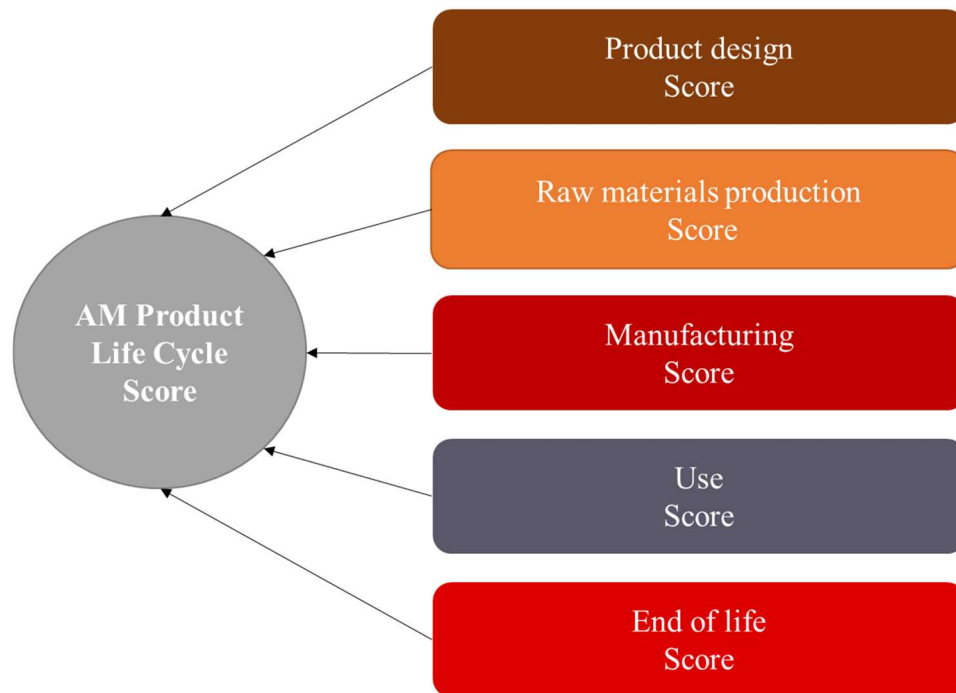 Product design
Score
Raw materials production
Score
AM Product
Life Cycle
Score
Manufacturing
Score
Use
Score
End of life
Score